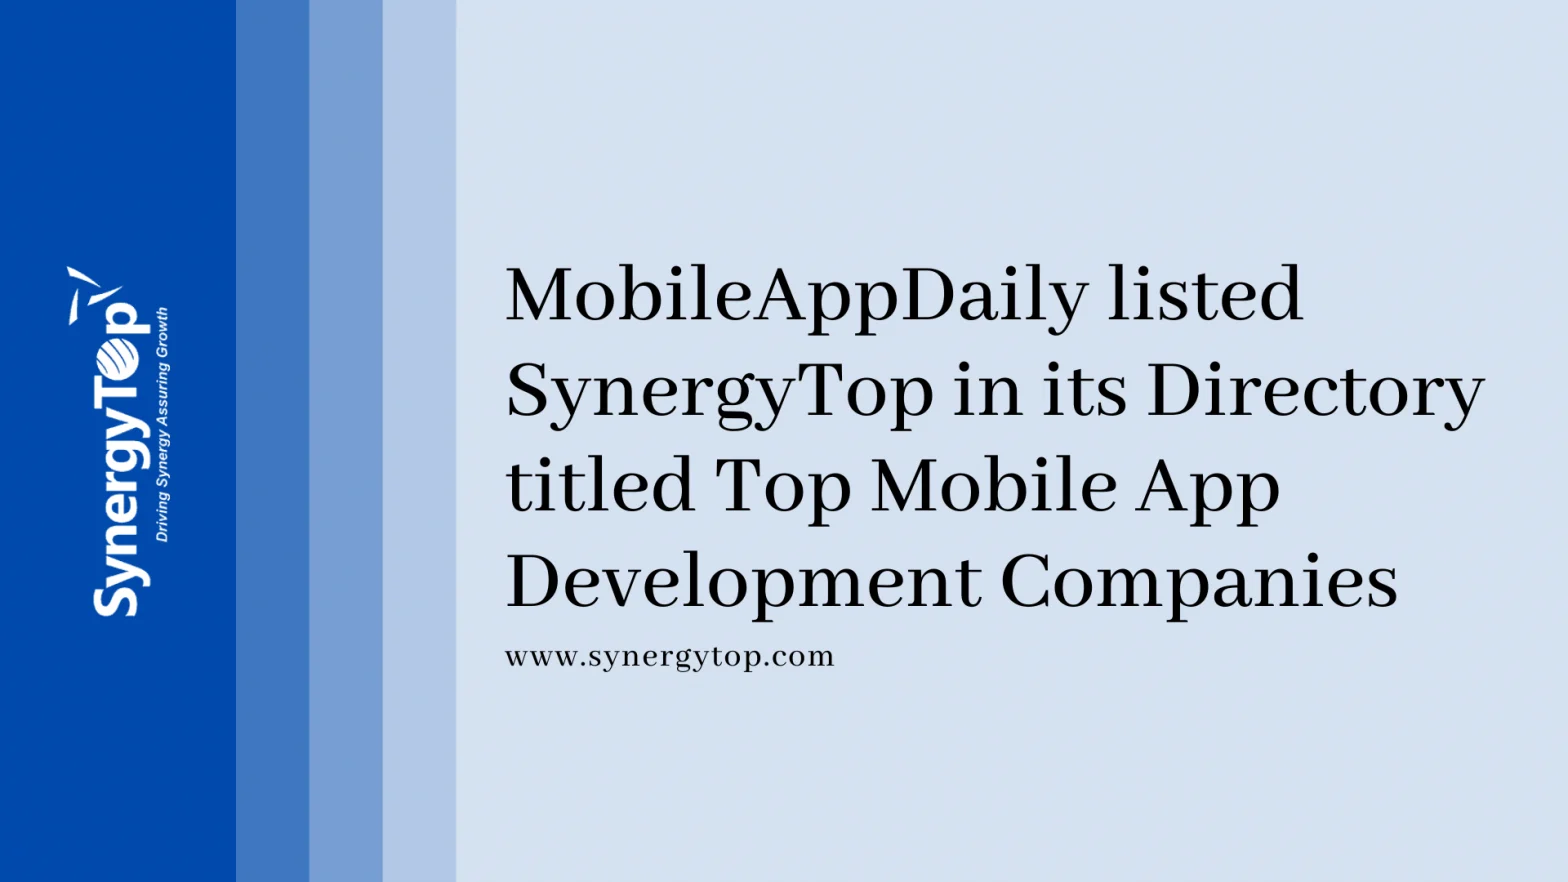 SynergyTop
Driving Synergy Assuring Growth
MobileAppDaily listed
SynergyTop in its Directory
titled Top Mobile App
Development Companies
www.synergytop.com